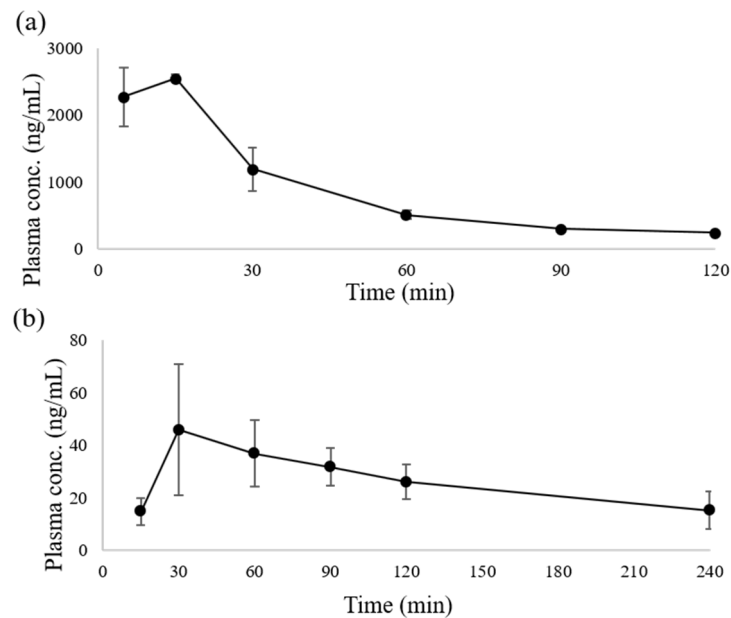 (a)
Plasma conc. (ng/mL)
3000
2000
1000
0
0 30 60 90 120
Time (min)
(b)
Plasma conc. (ng/mL)
80
60
40
20
0
0 30 60 90 120 150 180 210 240
Time (min)